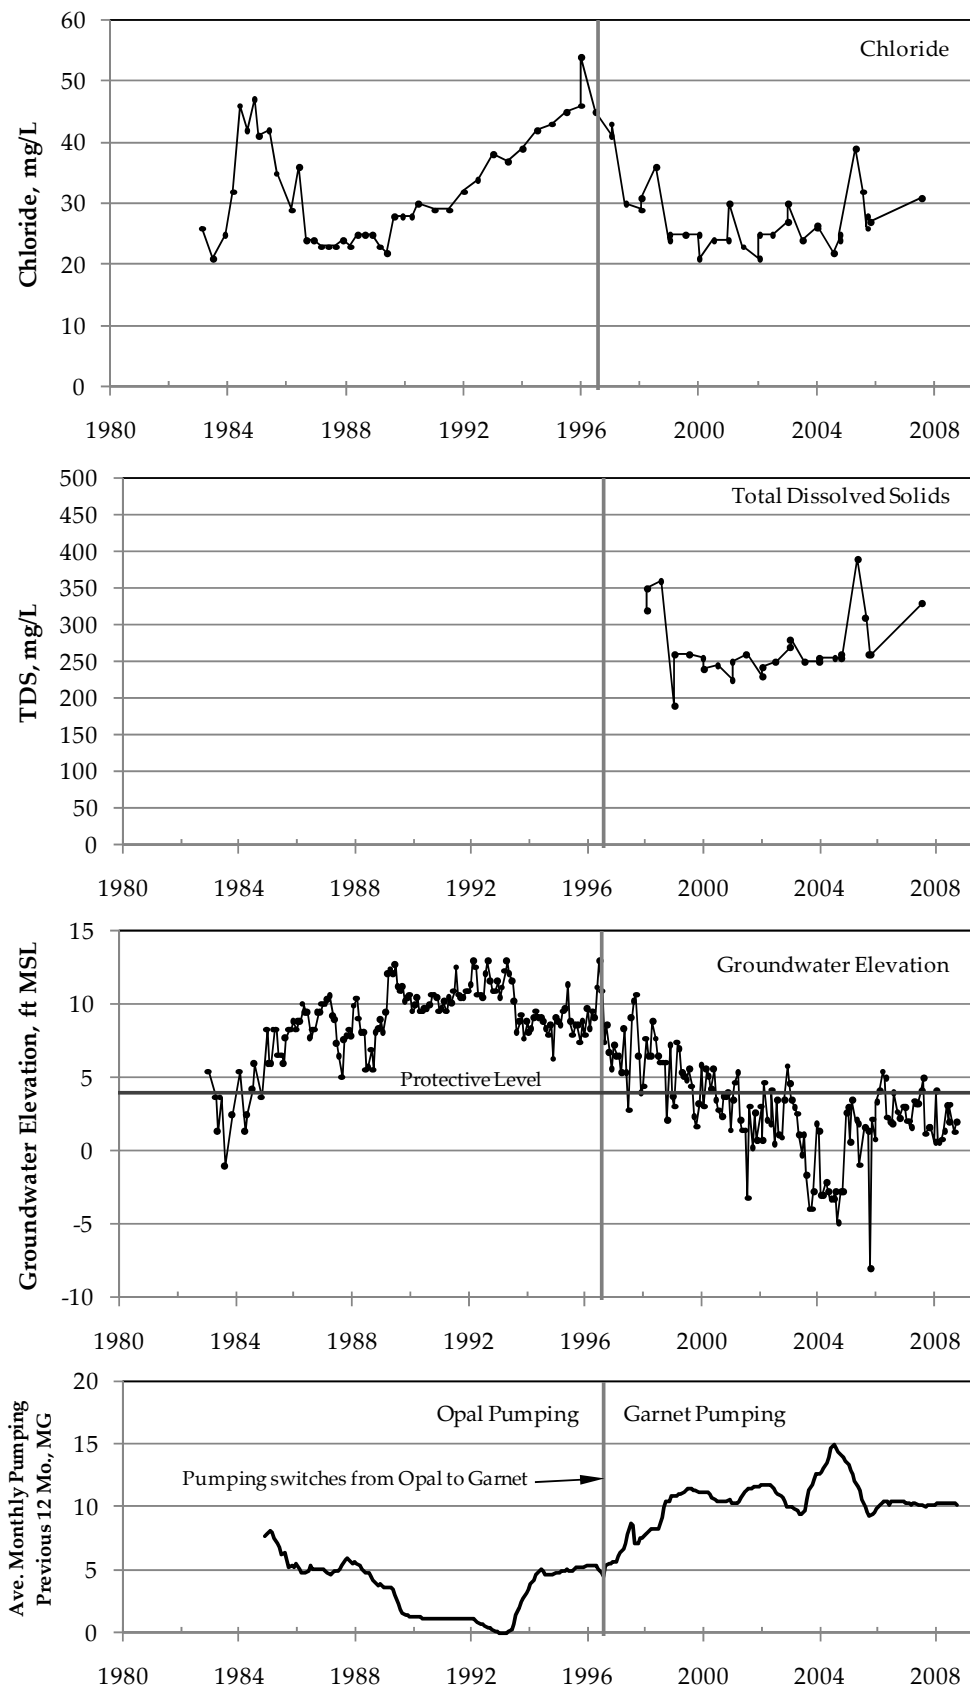 60
Chloride
50
40
30
20
10
0
Chloride, mg/L
1980 1984 1988 1992 1996 2000 2004 2008
500
Total Dissolved Solids
450
400
350
300
250
200
150
100
50
0
TDS, mg/L
1980 1984 1988 1992 1996 2000 2004 2008
15
Groundwater Elevation
10
Protective Level
5
0
-5
-10
Groundwater Elevation, ft MSL
1980 1984 1988 1992 1996 2000 2004 2008
20
Opal Pumping Garnet Pumping
15
Pumping switches from Opal to Garnet
10
5
0
Ave. Monthly Pumping
Previous 12 Mo., MG
1980 1984 1988 1992 1996 2000 2004 2008